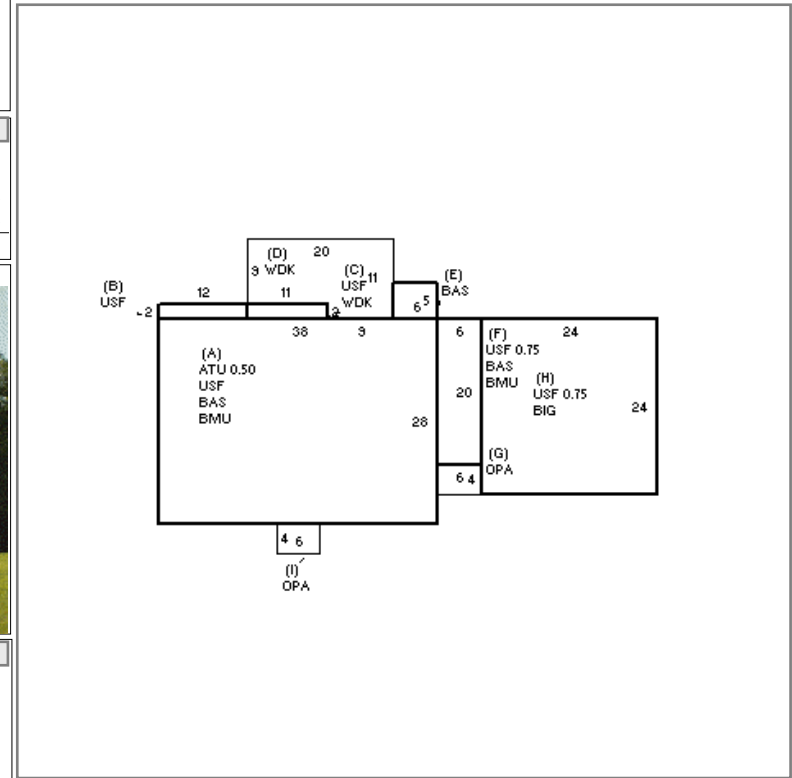 (D) 20
9 WDK
(C) 11
USF
WDK
(E)
BAS
(B)
USF
12
11
6 5
2
2
38
9
6
24
(A)
ATU 0.50
USF
BAS
BMU
(F)
USF 0.75
BAS
BMU
(H)
USF 0.75
BIG
20
24
28
(G)
OPA
6 4
4 6
(I)
OPA